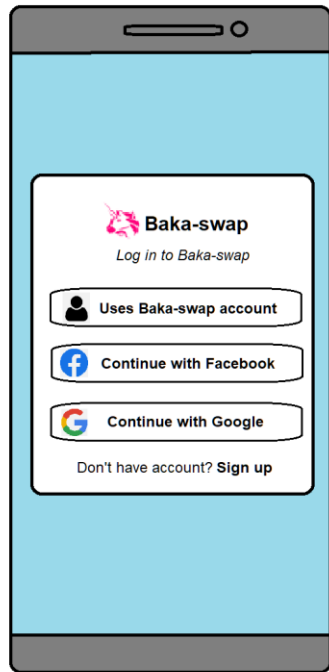 Baka-swap
Log in to Baka-swap
Uses Baka-swap account
Continue with Facebook
Continue with Google
Don't have account? Sign up